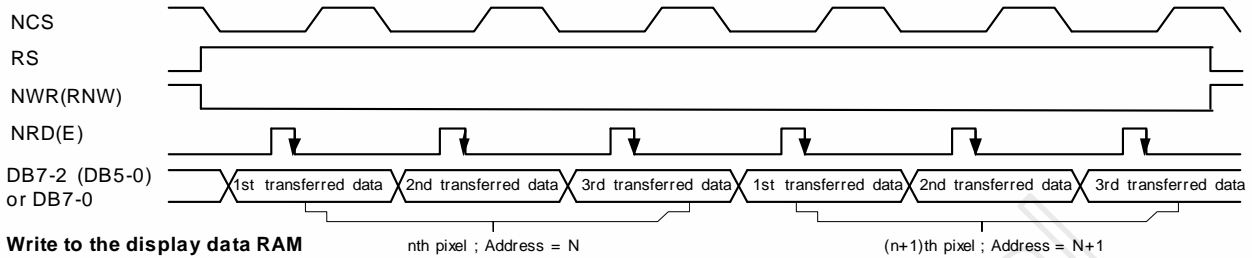 NCS
RS
NWR(RNW)
NRD(E)
DB7-2 (DB5-0)
or DB7-0
1st transferred data 2nd transferred data 3rd transferred data 1st transferred data 2nd transferred data 3rd transferred data
Write to the display data RAM nth pixel ; Address = N (n+1)th pixel ; Address = N+1